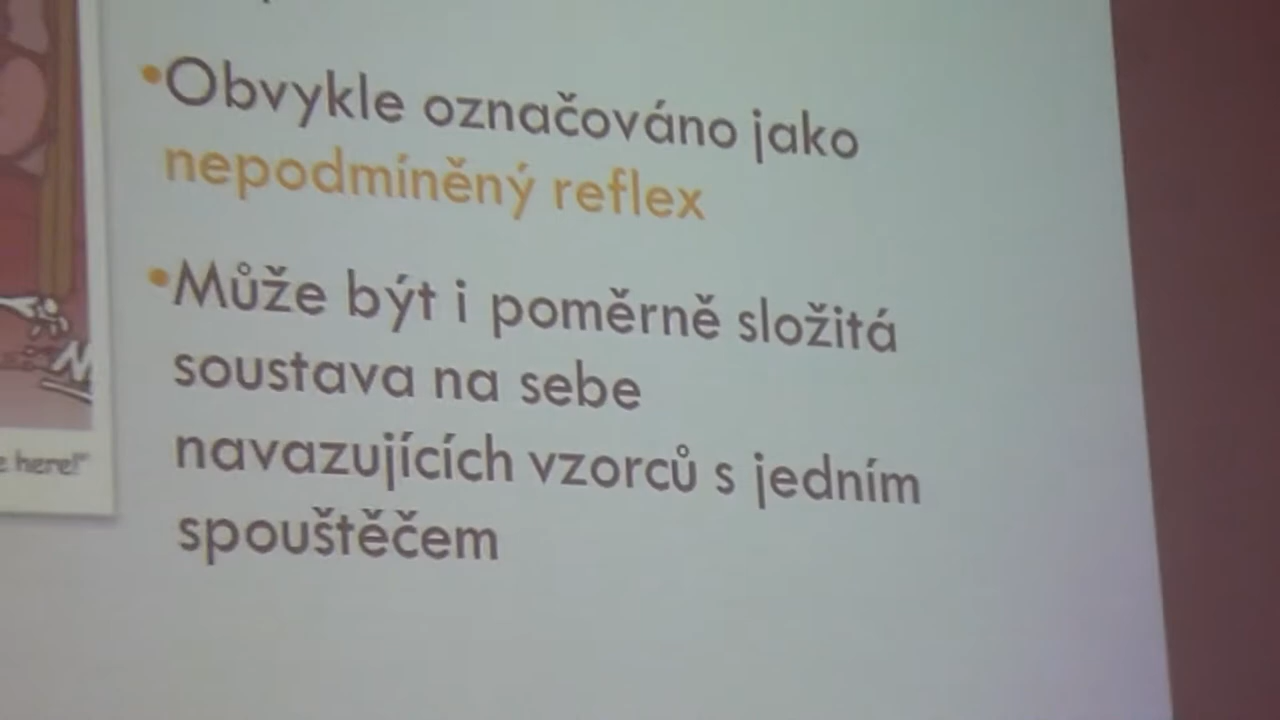 •Obvykle označováno jako
nepodmíněný reflex
•Může být i poměrně složitá
soustava na sebe
navazujících vzorců s jedním
spouštěčem
here!"